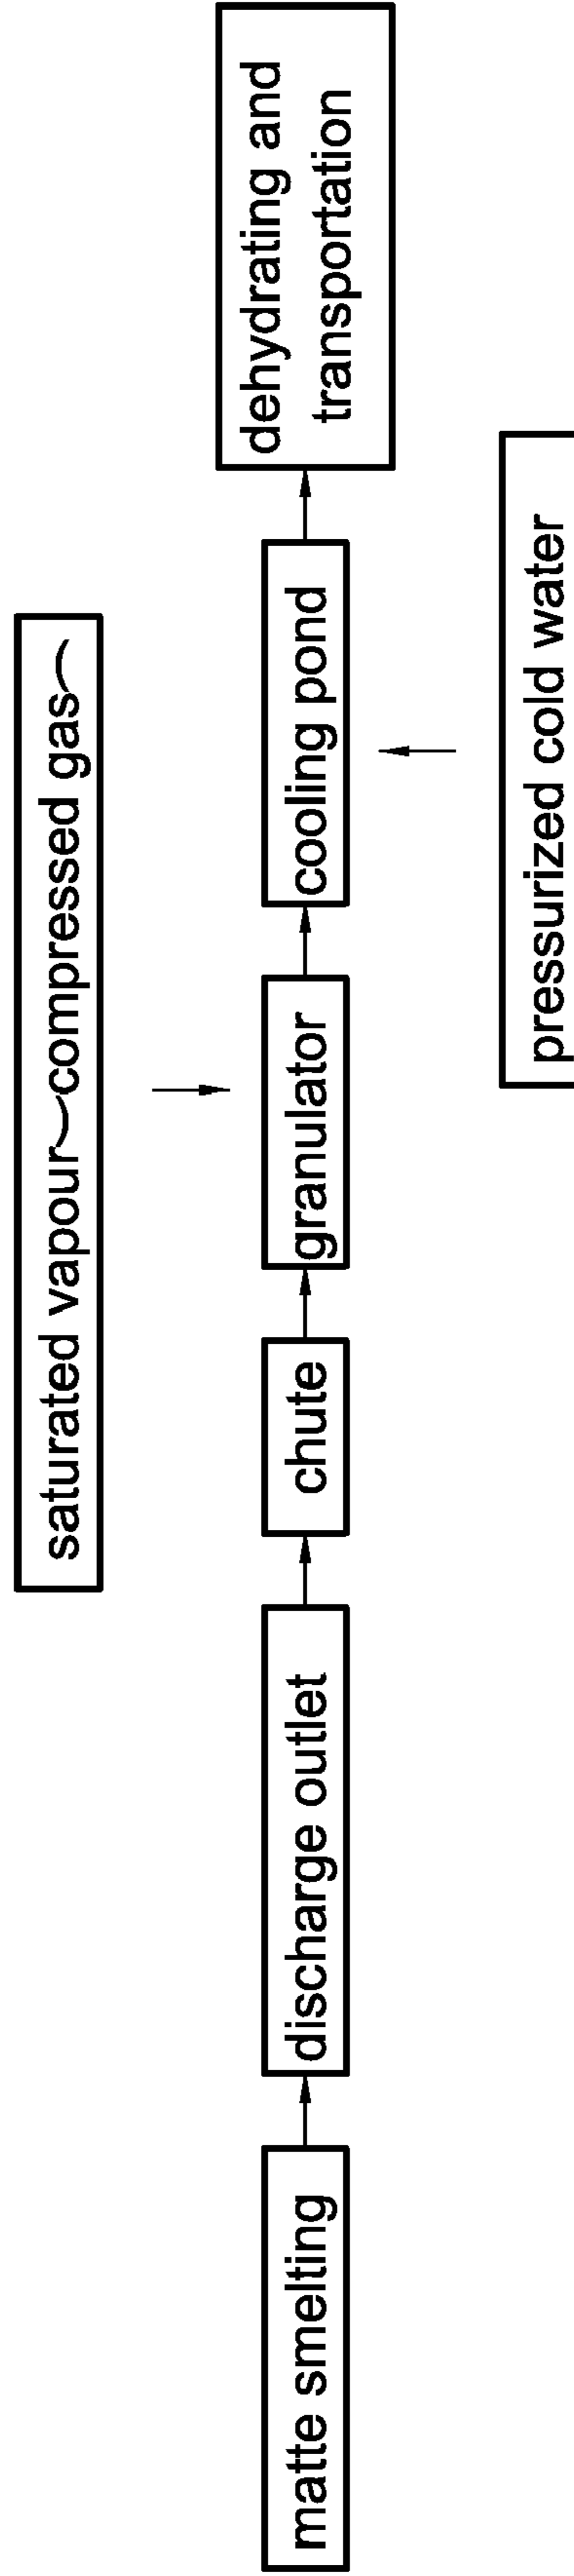 saturated vapour(compressed gas)
matte smelting
discharge outlet
chute
granulator
cooling pond
dehydrating and
transportation
pressurized cold water